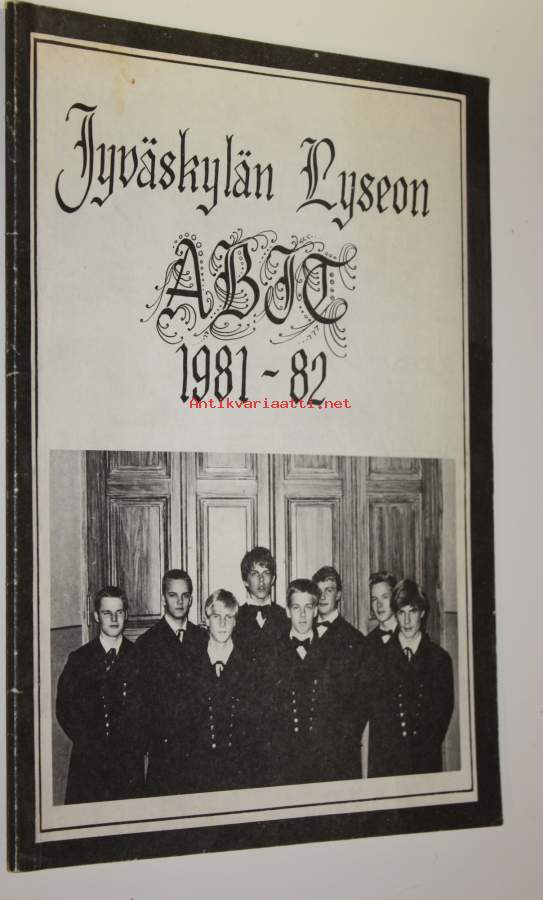 Jyväskylän Lyseon
ABIT
1981-82
Antikvariaatti.net